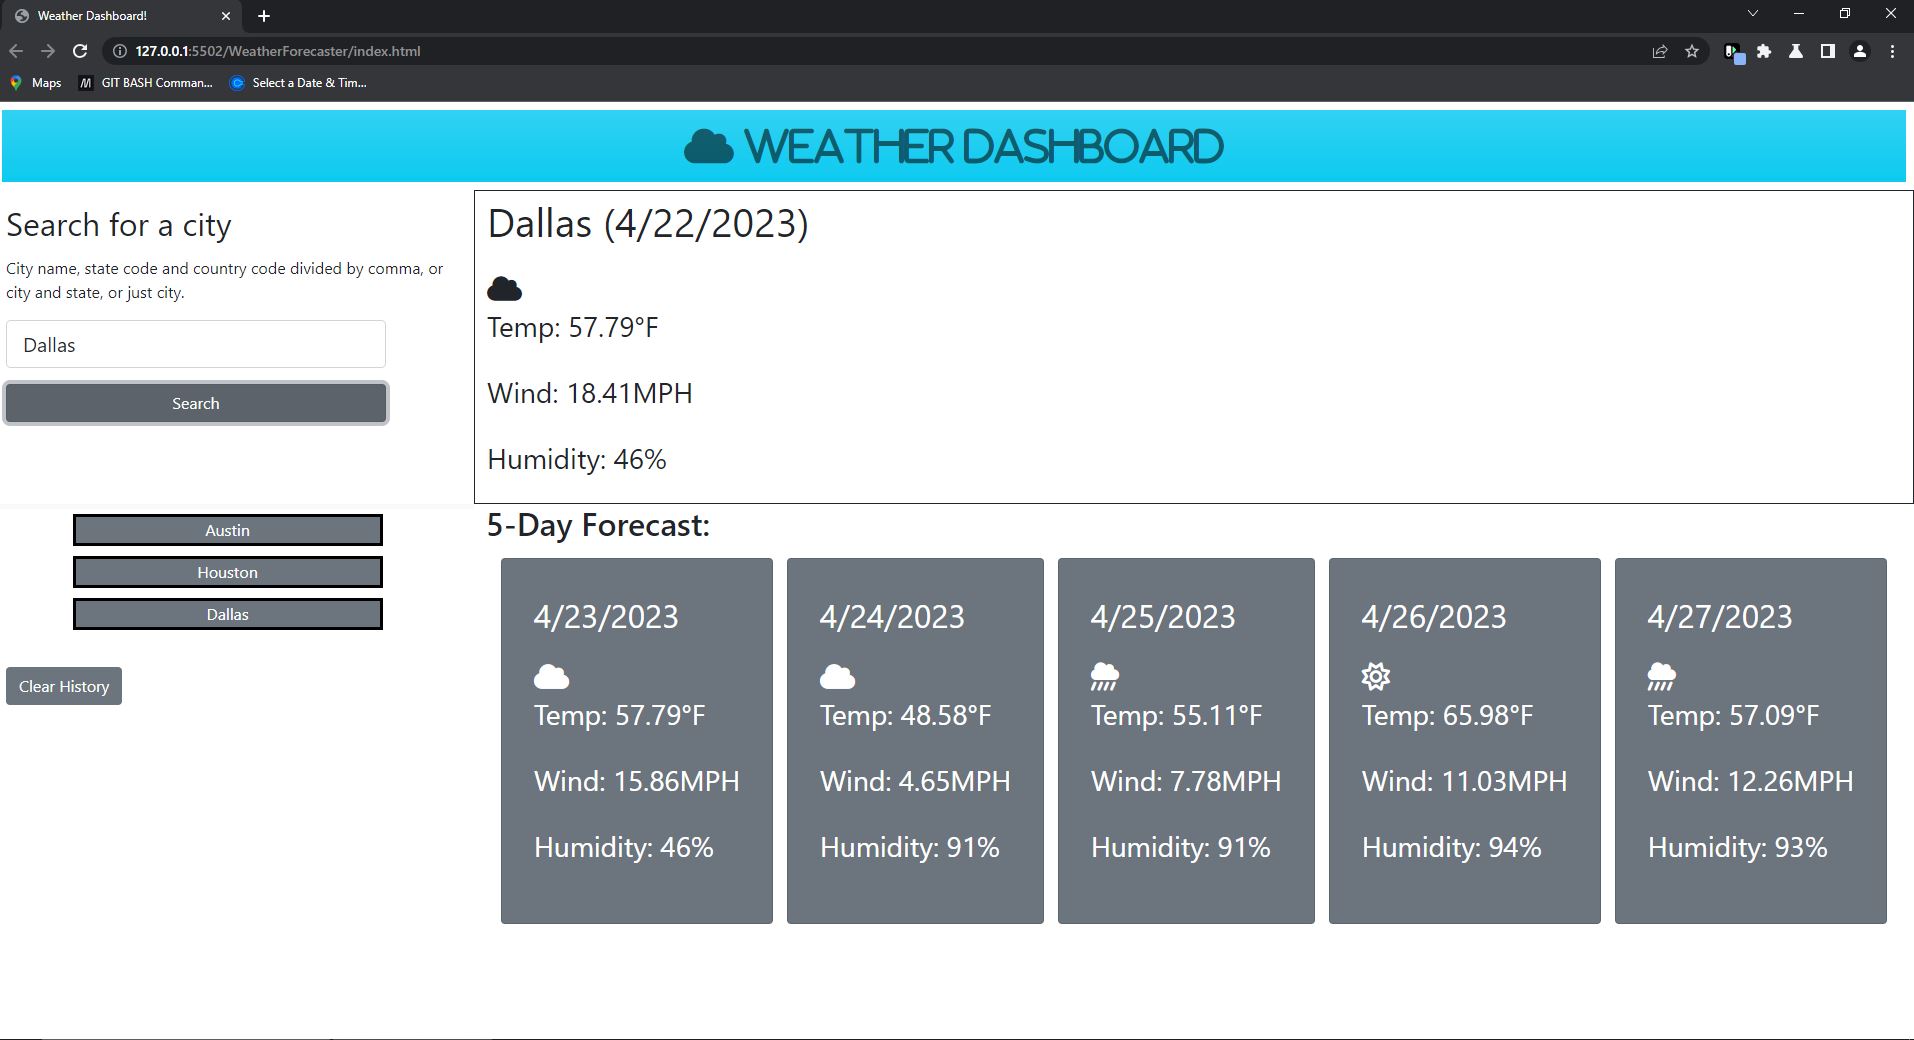 Weather Dashboard!
127.0.0.1:5502/WeatherForecaster/index.html
Maps
GIT BASH Comman...
Select a Date & Tim...
WEATHER DASHBOARD
Search for a city
City name, state code and country code divided by comma, or
city and state, or just city.
Dallas
Search
Austin
Houston
Dallas
Clear History
Dallas (4/22/2023)
Temp: 57.79°F
Wind: 18.41MPH
Humidity: 46%
5-Day Forecast:
4/23/2023
Temp: 57.79°F
Wind: 15.86MPH
Humidity: 46%
4/24/2023
Temp: 48.58°F
Wind: 4.65MPH
Humidity: 91%
4/25/2023
Temp: 55.11°F
Wind: 7.78MPH
Humidity: 91%
4/26/2023
Temp: 65.98°F
Wind: 11.03MPH
Humidity: 94%
4/27/2023
Temp: 57.09°F
Wind: 12.26MPH
Humidity: 93%